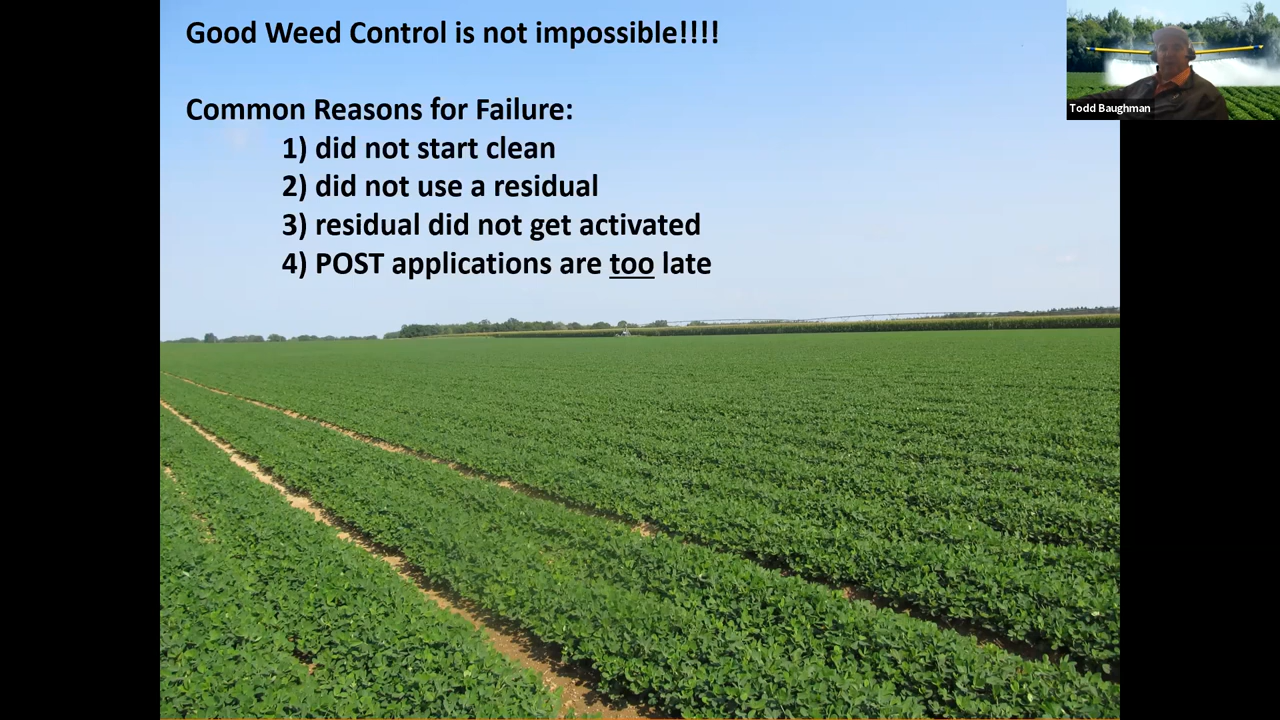 Good Weed Control is not impossible!!!!
Common Reasons for Failure:
1) did not start clean
2) did not use a residual
3) residual did not get activated
4) POST applications are too late
Todd Baughman